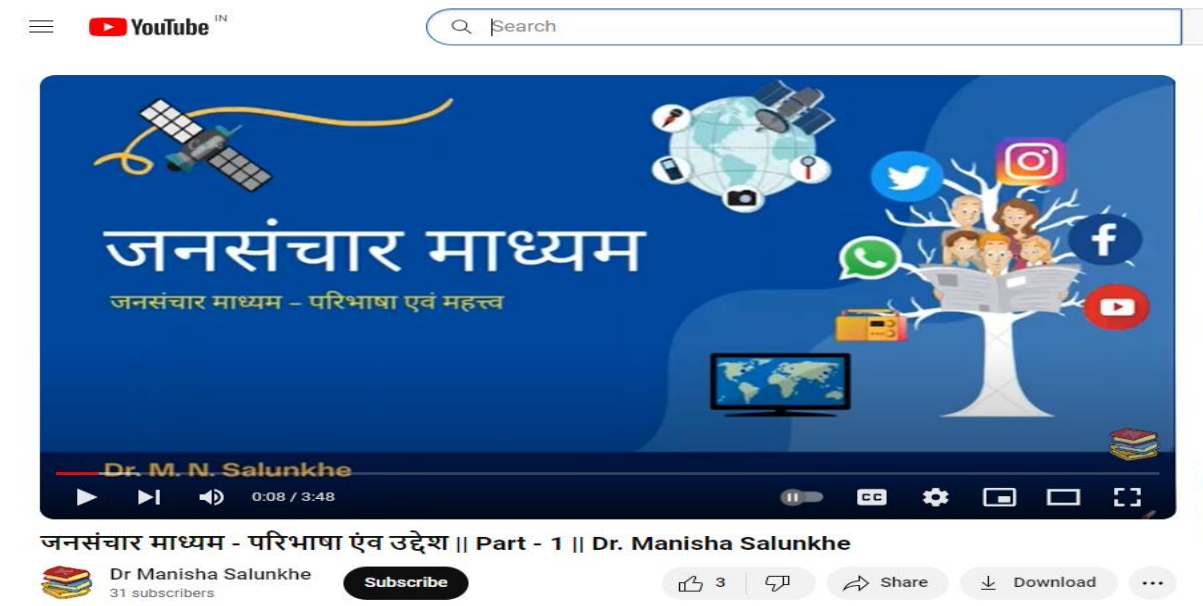 YouTube IN
Search
जनसंचार माध्यम
जनसंचार माध्यम – परिभाषा एवं महत्त्व
Dr. M. N. Salunkhe
0:08 / 3:48
CC
जनसंचार माध्यम - परिभाषा एंव उद्देश || Part - 1 || Dr. Manisha Salunkhe
Dr Manisha Salunkhe
31 subscribers
Subscribe
3
Share
Download